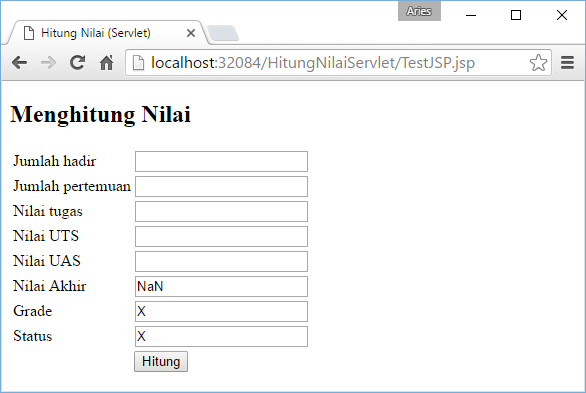 Aries
Hitung Nilai (Servlet)
localhost:32084/HitungNilaiServlet/TestJSP.jsp
Menghitung Nilai
Jumlah hadir
Jumlah pertemuan
Nilai tugas
Nilai UTS
Nilai UAS
Nilai Akhir NaN
Grade X
Status X
Hitung